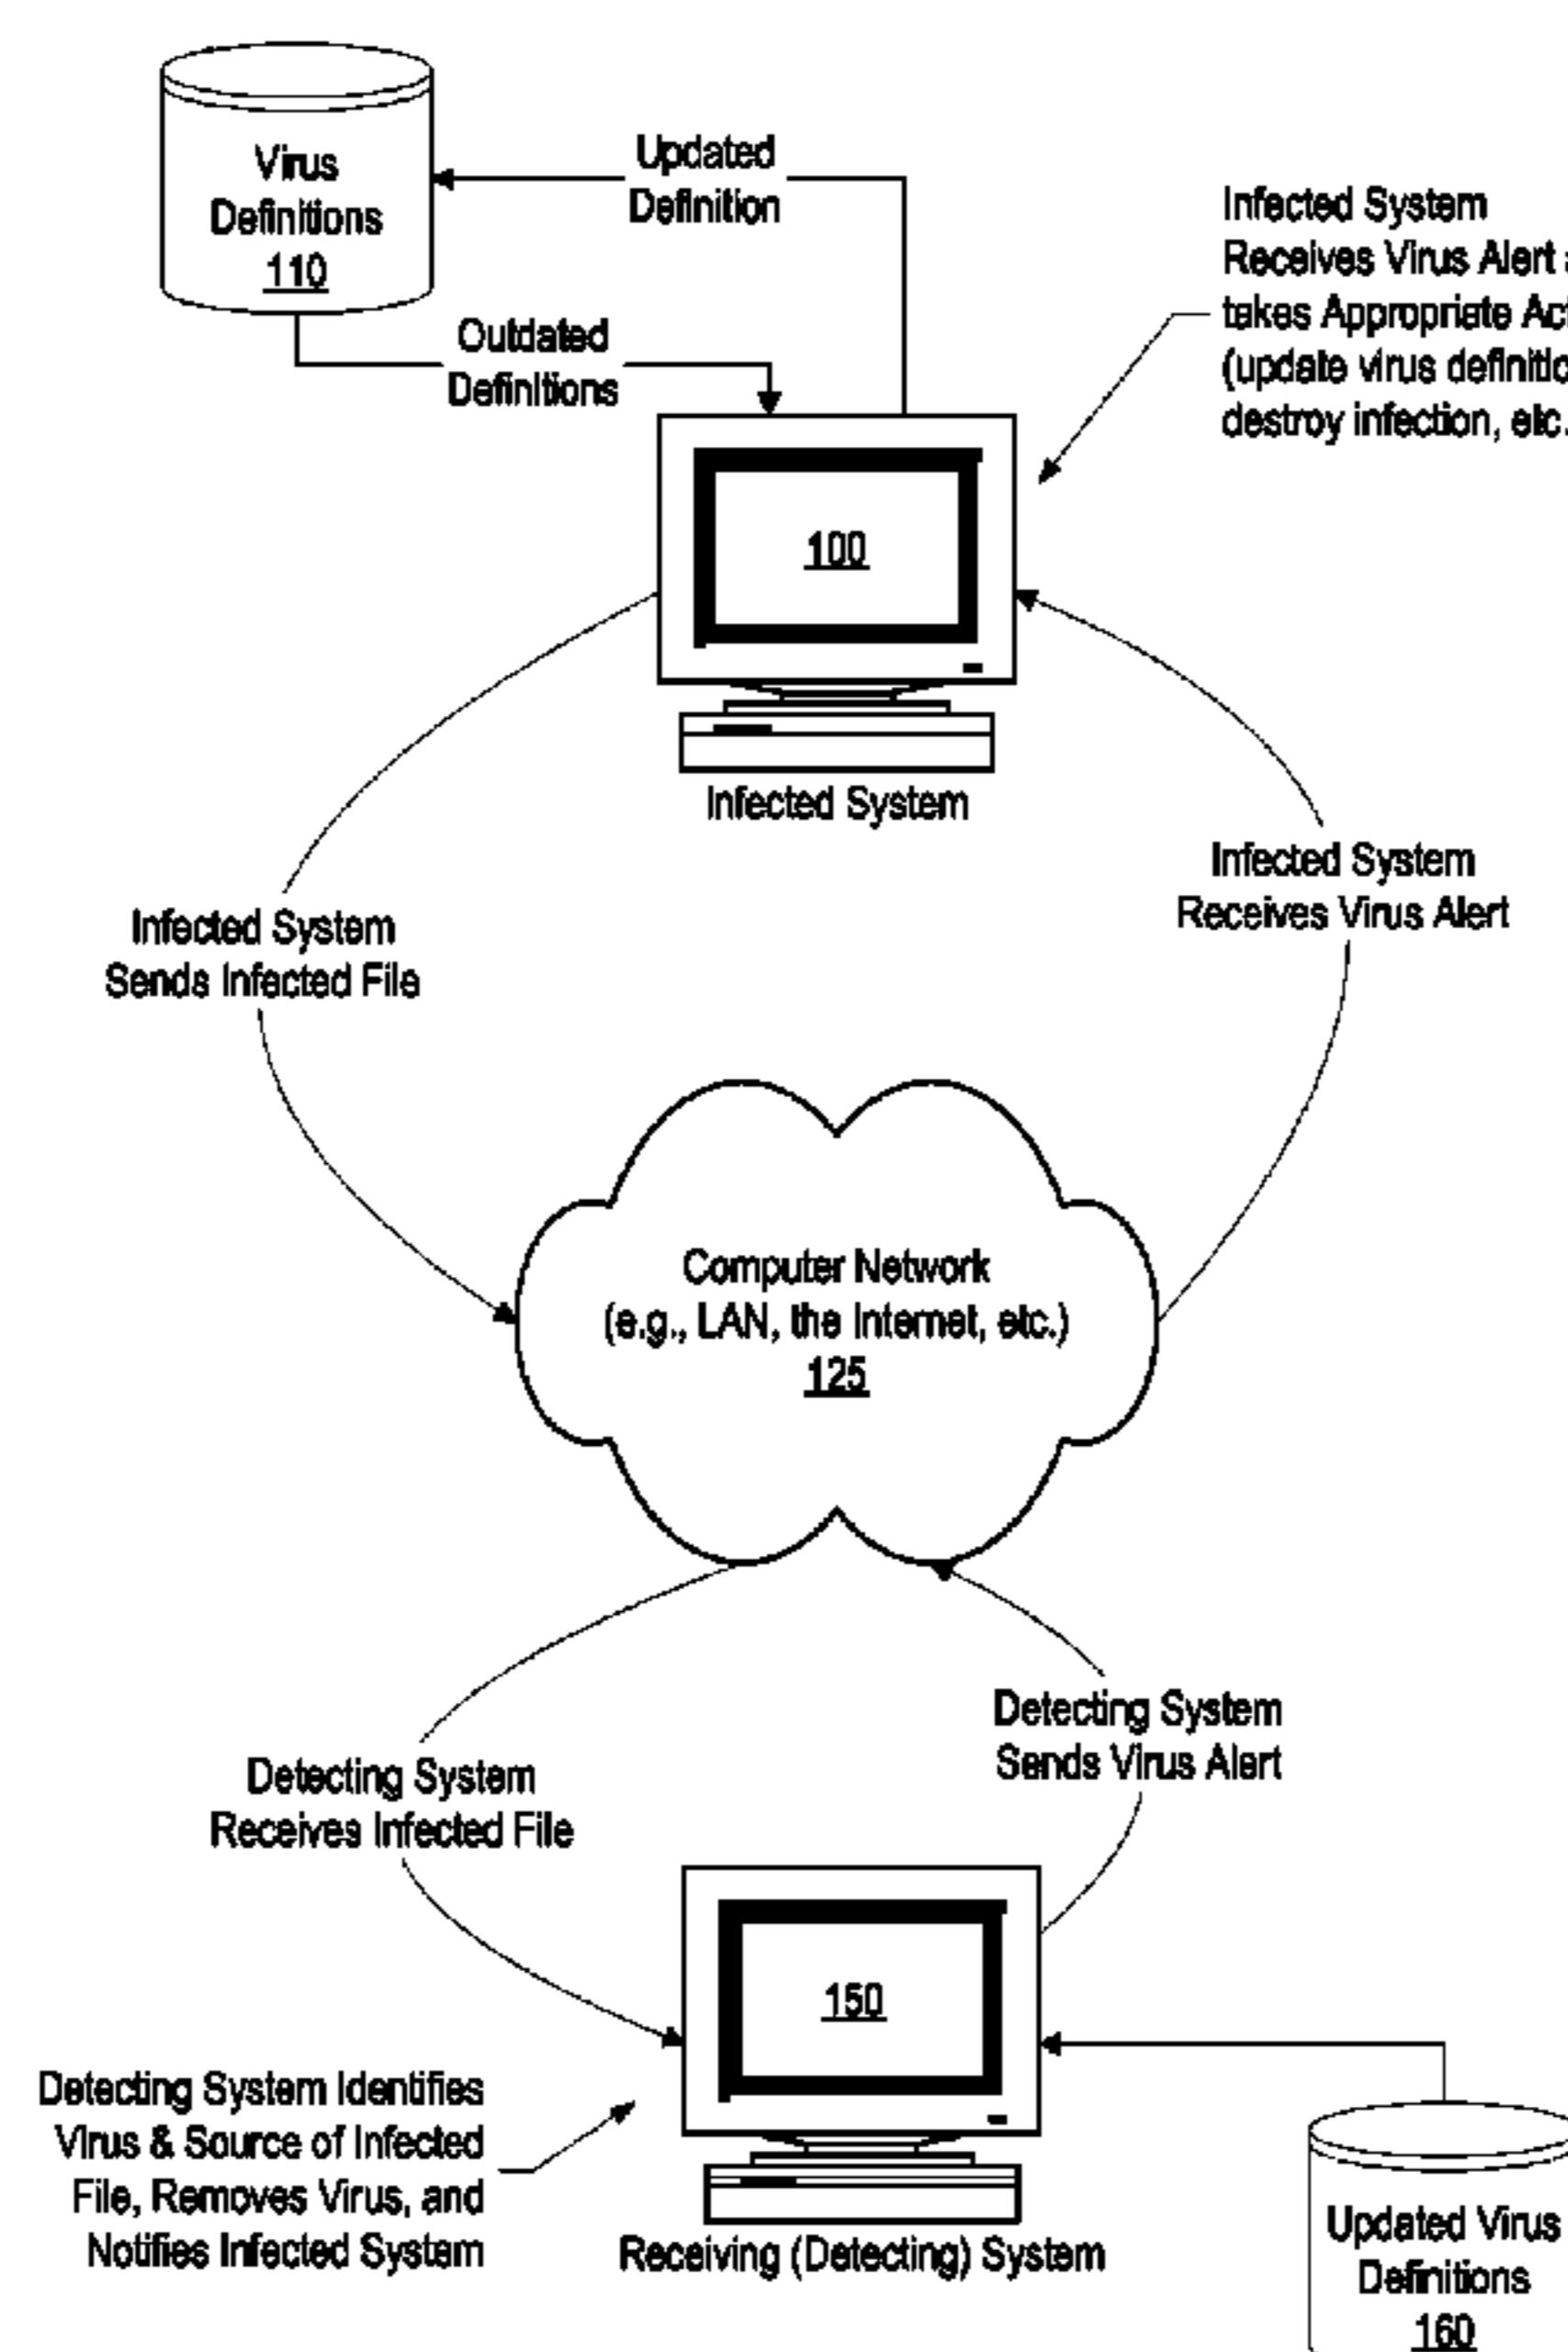 Virus
Definitions
110
Updated
Definition
Outdated
Definitions
Infected System
Receives Virus Alert
takes Appropriate
(update virus
destroy infection, etc.
100
Infected System
Infected System
Receives Virus Alert
Infected System
Sends Infected File
Computer Network
(e.g., LAN, the Internet, etc.)
125
Detecting System
Sends Virus Alert
Detecting System
Receives Infected File
150
Detecting System Identifies
Virus & Source of Infected
File, Removes Virus, and
Notifies Infected System
Receiving (Detecting) System
Updated Virus
Definitions
160